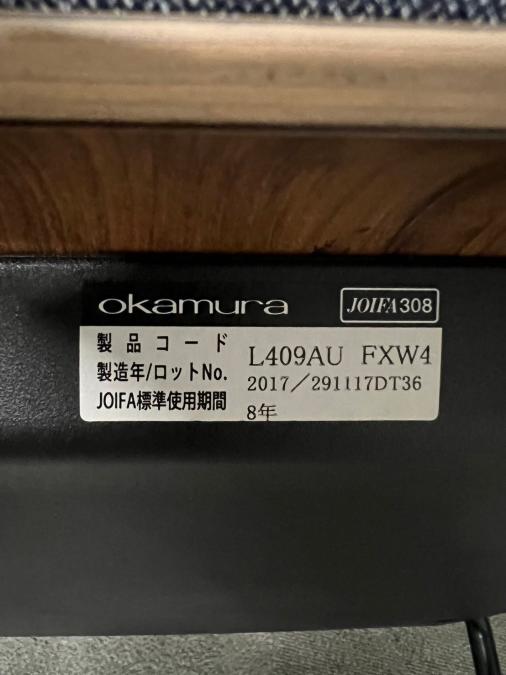 okamura JOIFA308
製品コード L409AU FXW4
製造年/ロットNo. 2017/291117DT36
JOIFA標準使用期間 8年